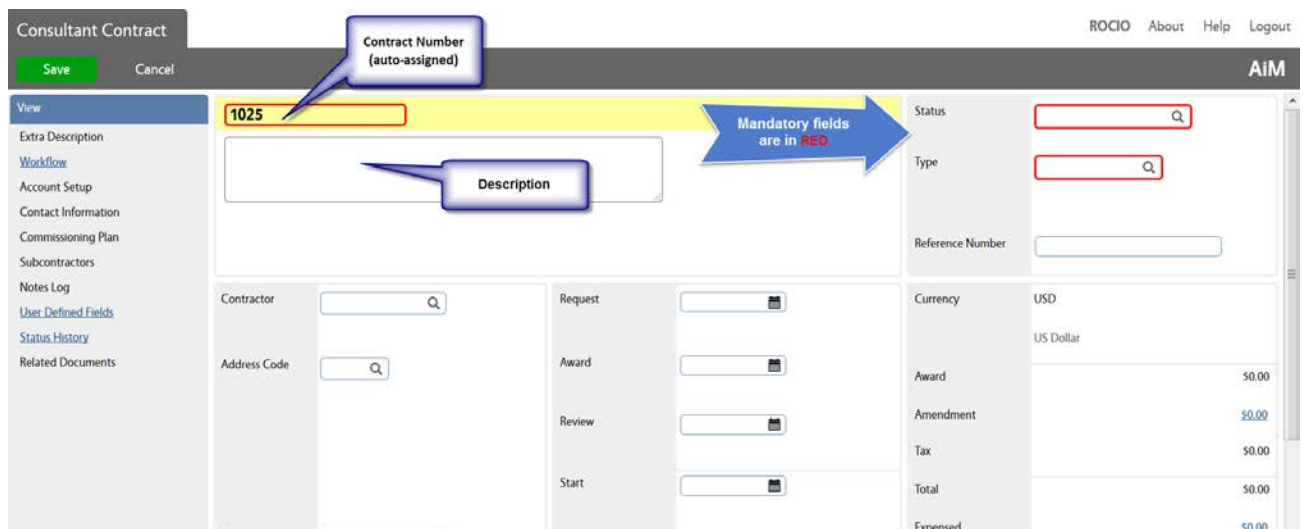 Consultant Contract
ROCIO About Help Logout
Contract Number
(auto-assigned)
Save Cancel
AiM
View
Extra Description
Workflow
Account Setup
Contact Information
Commissioning Plan
Subcontractors
Notes Log
User Defined Fields
Status History
Related Documents
1025
Description
Mandatory fields
are in RED
Status
Type
Reference Number
Contractor
Address Code
Request
Award
Review
Start
Currency USD
US Dollar
Award $0.00
Amendment $0.00
Tax $0.00
Total $0.00
Expensed $0.00